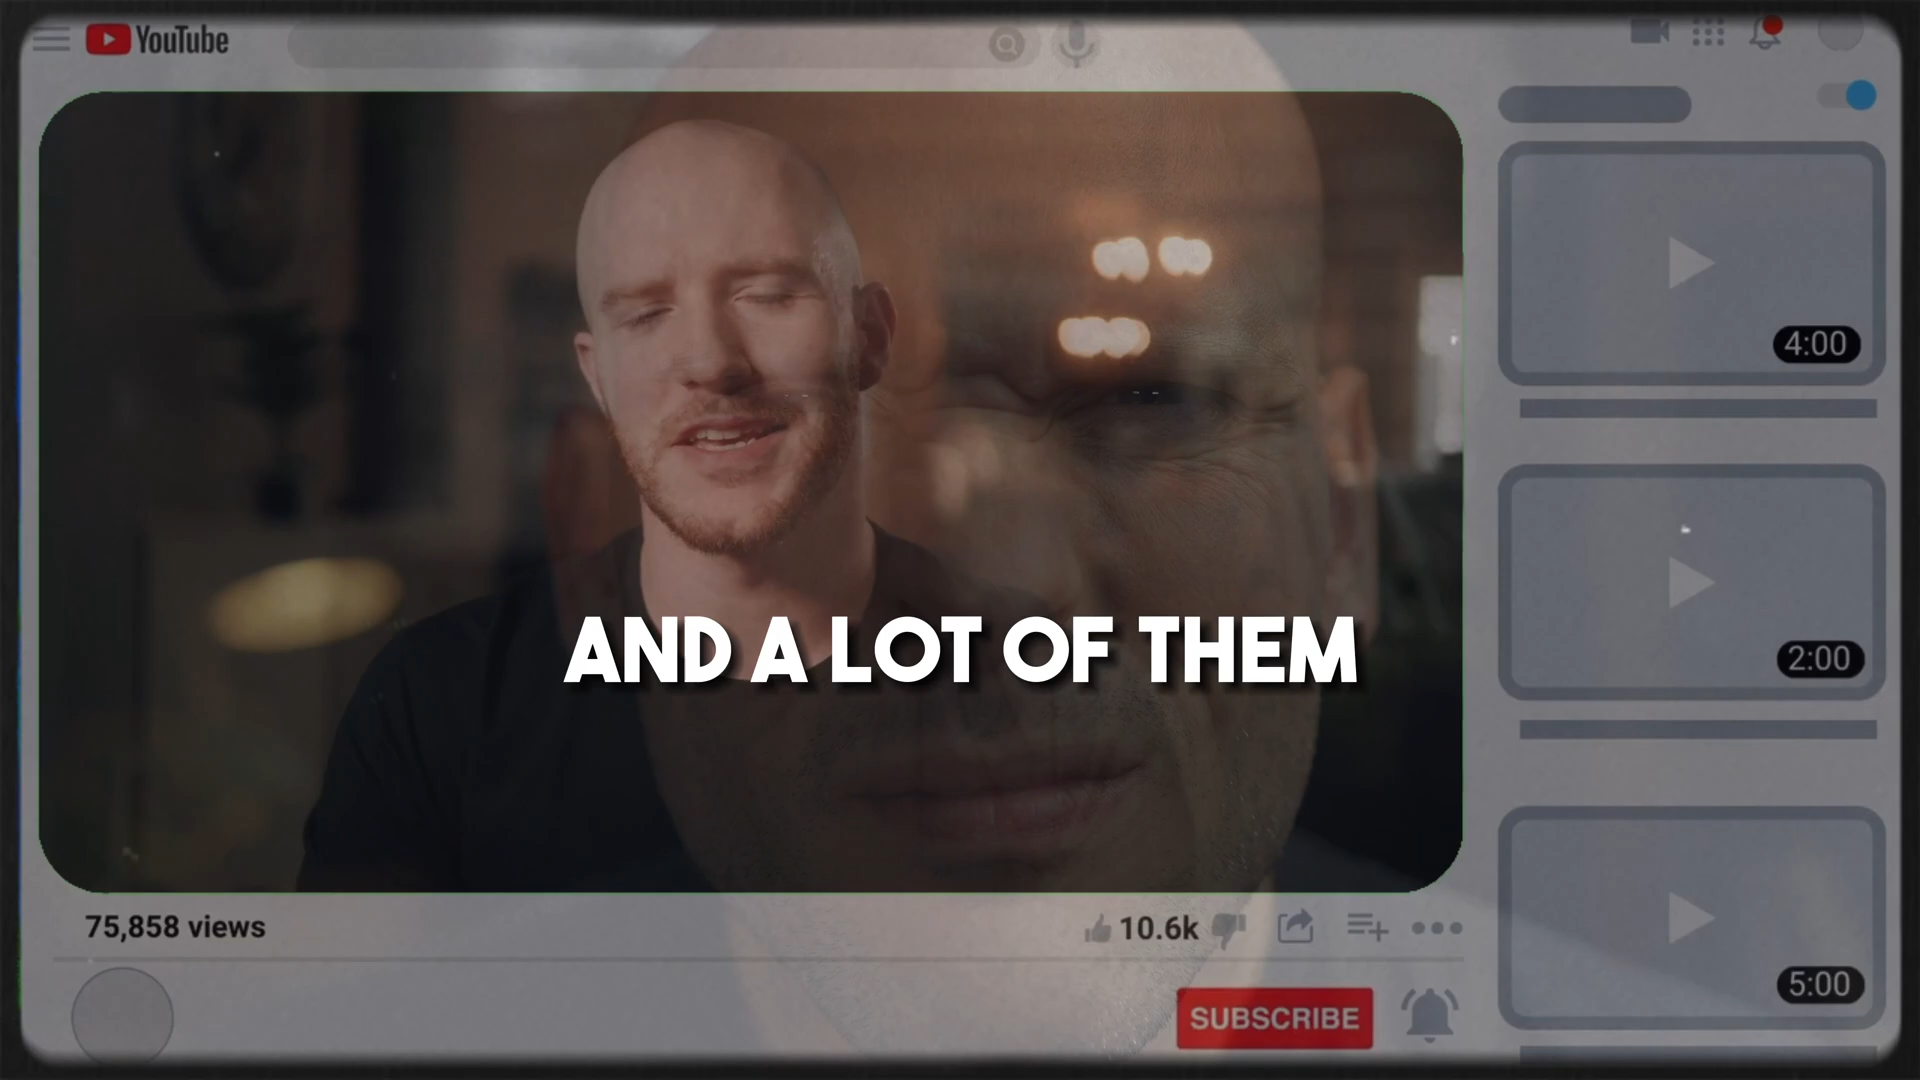 YouTube
4:00
AND A LOT OF THEM
2:00
75,858 views
10.6k
SUBSCRIBE
5:00